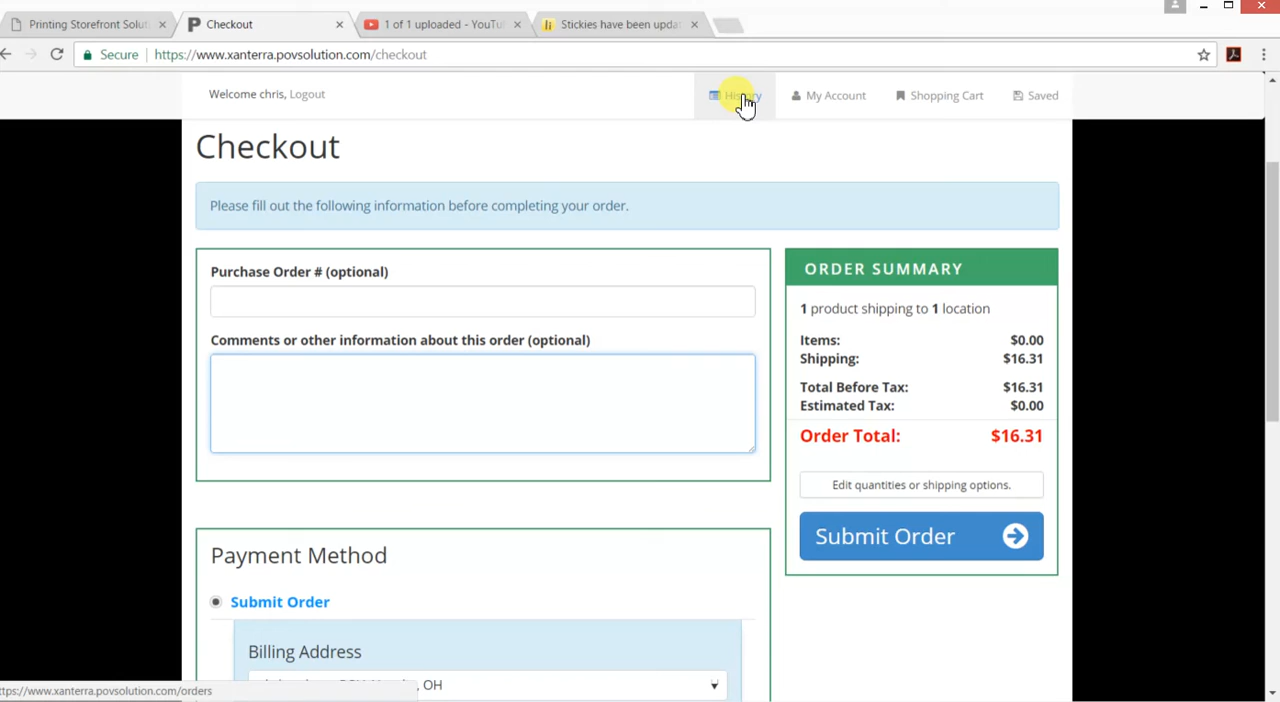 Printing Storefront Solut
Checkout
1 of 1 uploaded - YouTu
Stickies have been upda
Secure
https://www.xanterra.povsolution.com/checkout
Welcome chris, Logout
History
My Account
Shopping Cart
Saved
Checkout
Please fill out the following information before completing your order.
Purchase Order # (optional)
Comments or other information about this order (optional)
ORDER SUMMARY
1 product shipping to 1 location
Items: $0.00
Shipping: $16.31
Total Before Tax: $16.31
Estimated Tax: $0.00
Order Total: $16.31
Edit quantities or shipping options.
Submit Order
Payment Method
Submit Order
Billing Address
, OH
ttps://www.xanterra.povsolution.com/orders